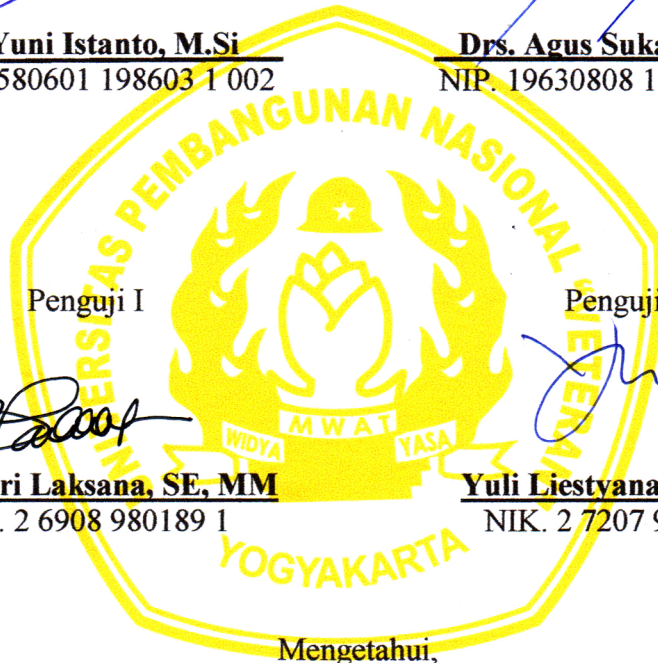 Yuni Istanto, M.Si
580601 198603 1 002
Drs. Agus Suka
NIP. 19630808 1
UNIVERSITAS PEMBANGUNAN NASIONAL "VETERAN
Penguji I
Penguji
WIDYA
MWAT
YASA
ri Laksana, SE, MM
. 2 6908 980189 1
Yuli Liestyana
NIK. 2 7207 9
YOGYAKARTA
Mengetahui,